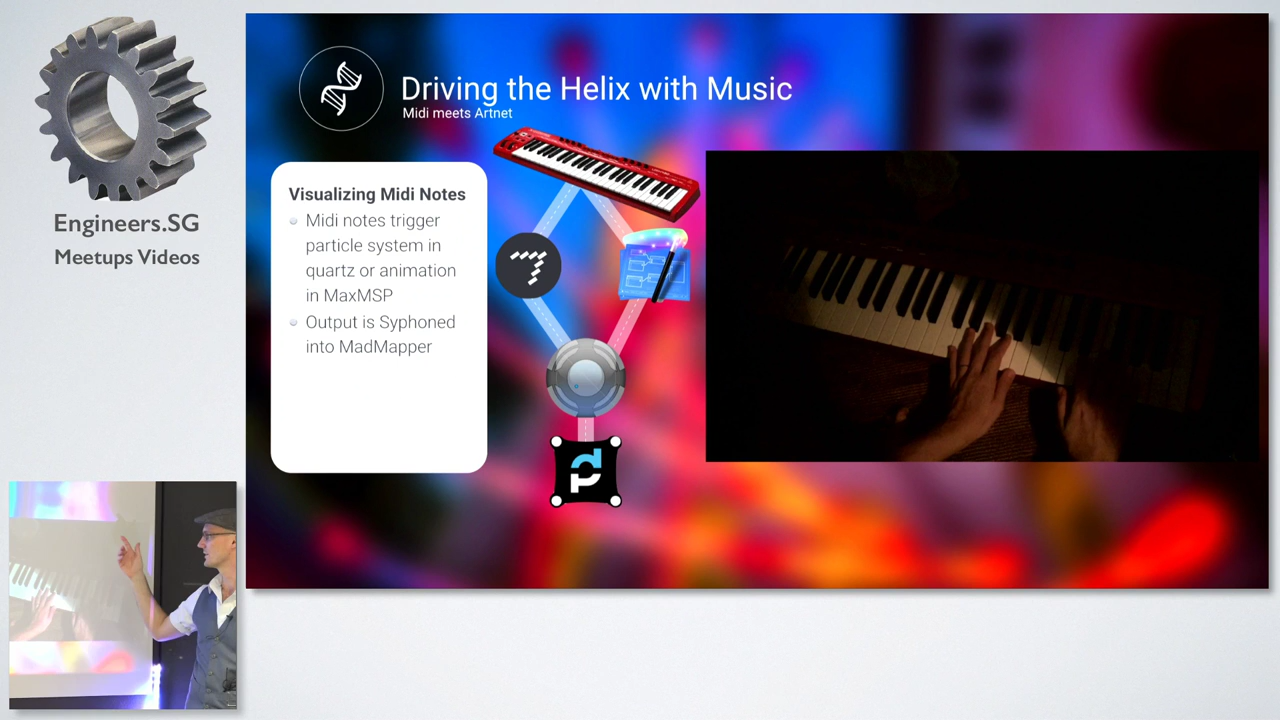 Engineers.SG
Meetups Videos
Driving the Helix with Music
Midi meets Artnet
Visualizing Midi Notes
Midi notes trigger
particle system in
quartz or animation
in MaxMSP
Output is Syphoned
into MadMapper